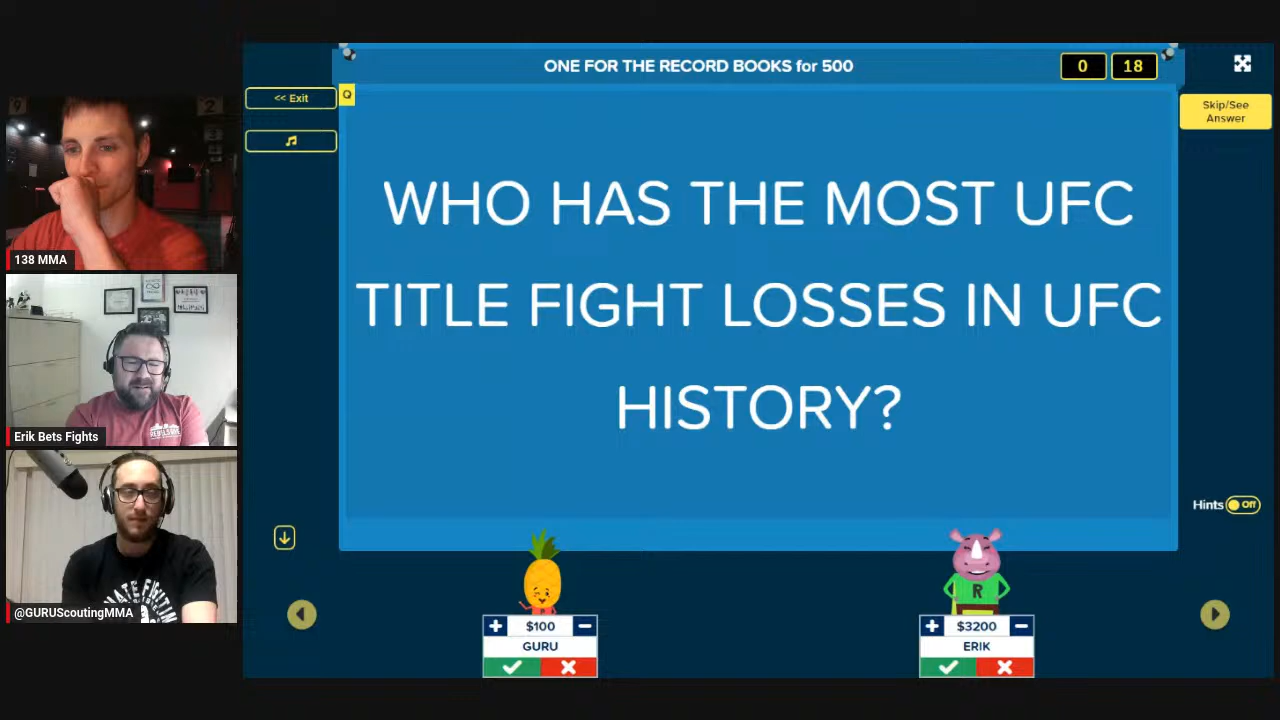 ONE FOR THE RECORD BOOKS for 500
0 18
<< Exit
Q
Skip/See
Answer
WHO HAS THE MOST UFC
TITLE FIGHT LOSSES IN UFC
HISTORY?
138 MMA
Erik Bets Fights
@GURUScoutingMMA
Hints Off
R
+ $100 −
GURU
+ $3200 −
ERIK